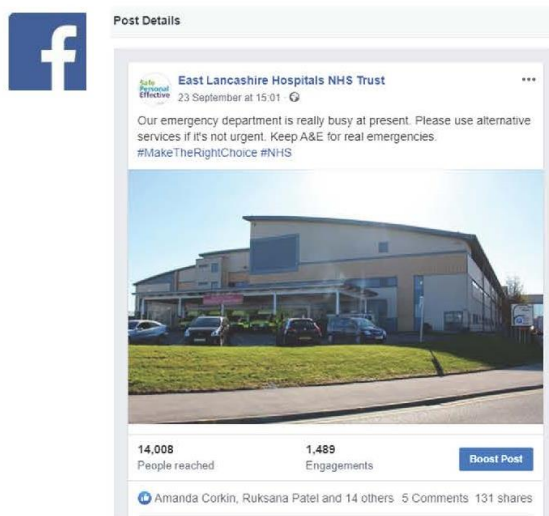 Post Details
Safe
Personal
Effective
East Lancashire Hospitals NHS Trust
23 September at 15:01 ·
Our emergency department is really busy at present. Please use alternative
services if it's not urgent. Keep A&E for real emergencies.
#MakeTheRightChoice #NHS
14,008
People reached
1,489
Engagements
Boost Post
Amanda Corkin, Ruksana Patel and 14 others 5 Comments 131 shares